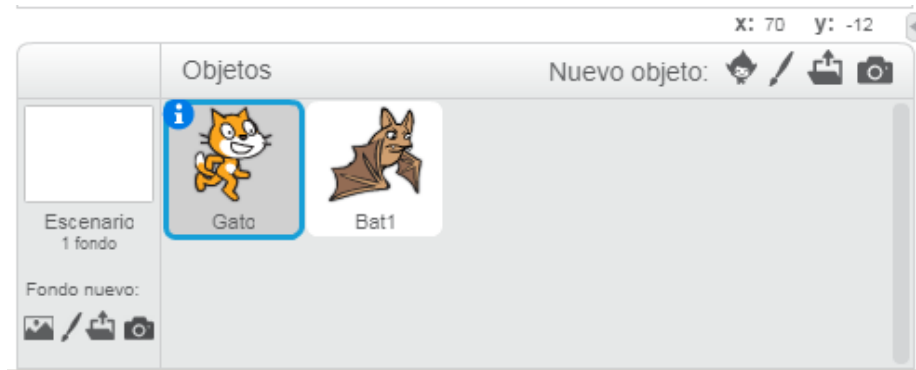 x: 70 y: -12
Objetos
Nuevo objeto:
i
Gato
Bat1
Escenario
1 fondo
Fondo nuevo: